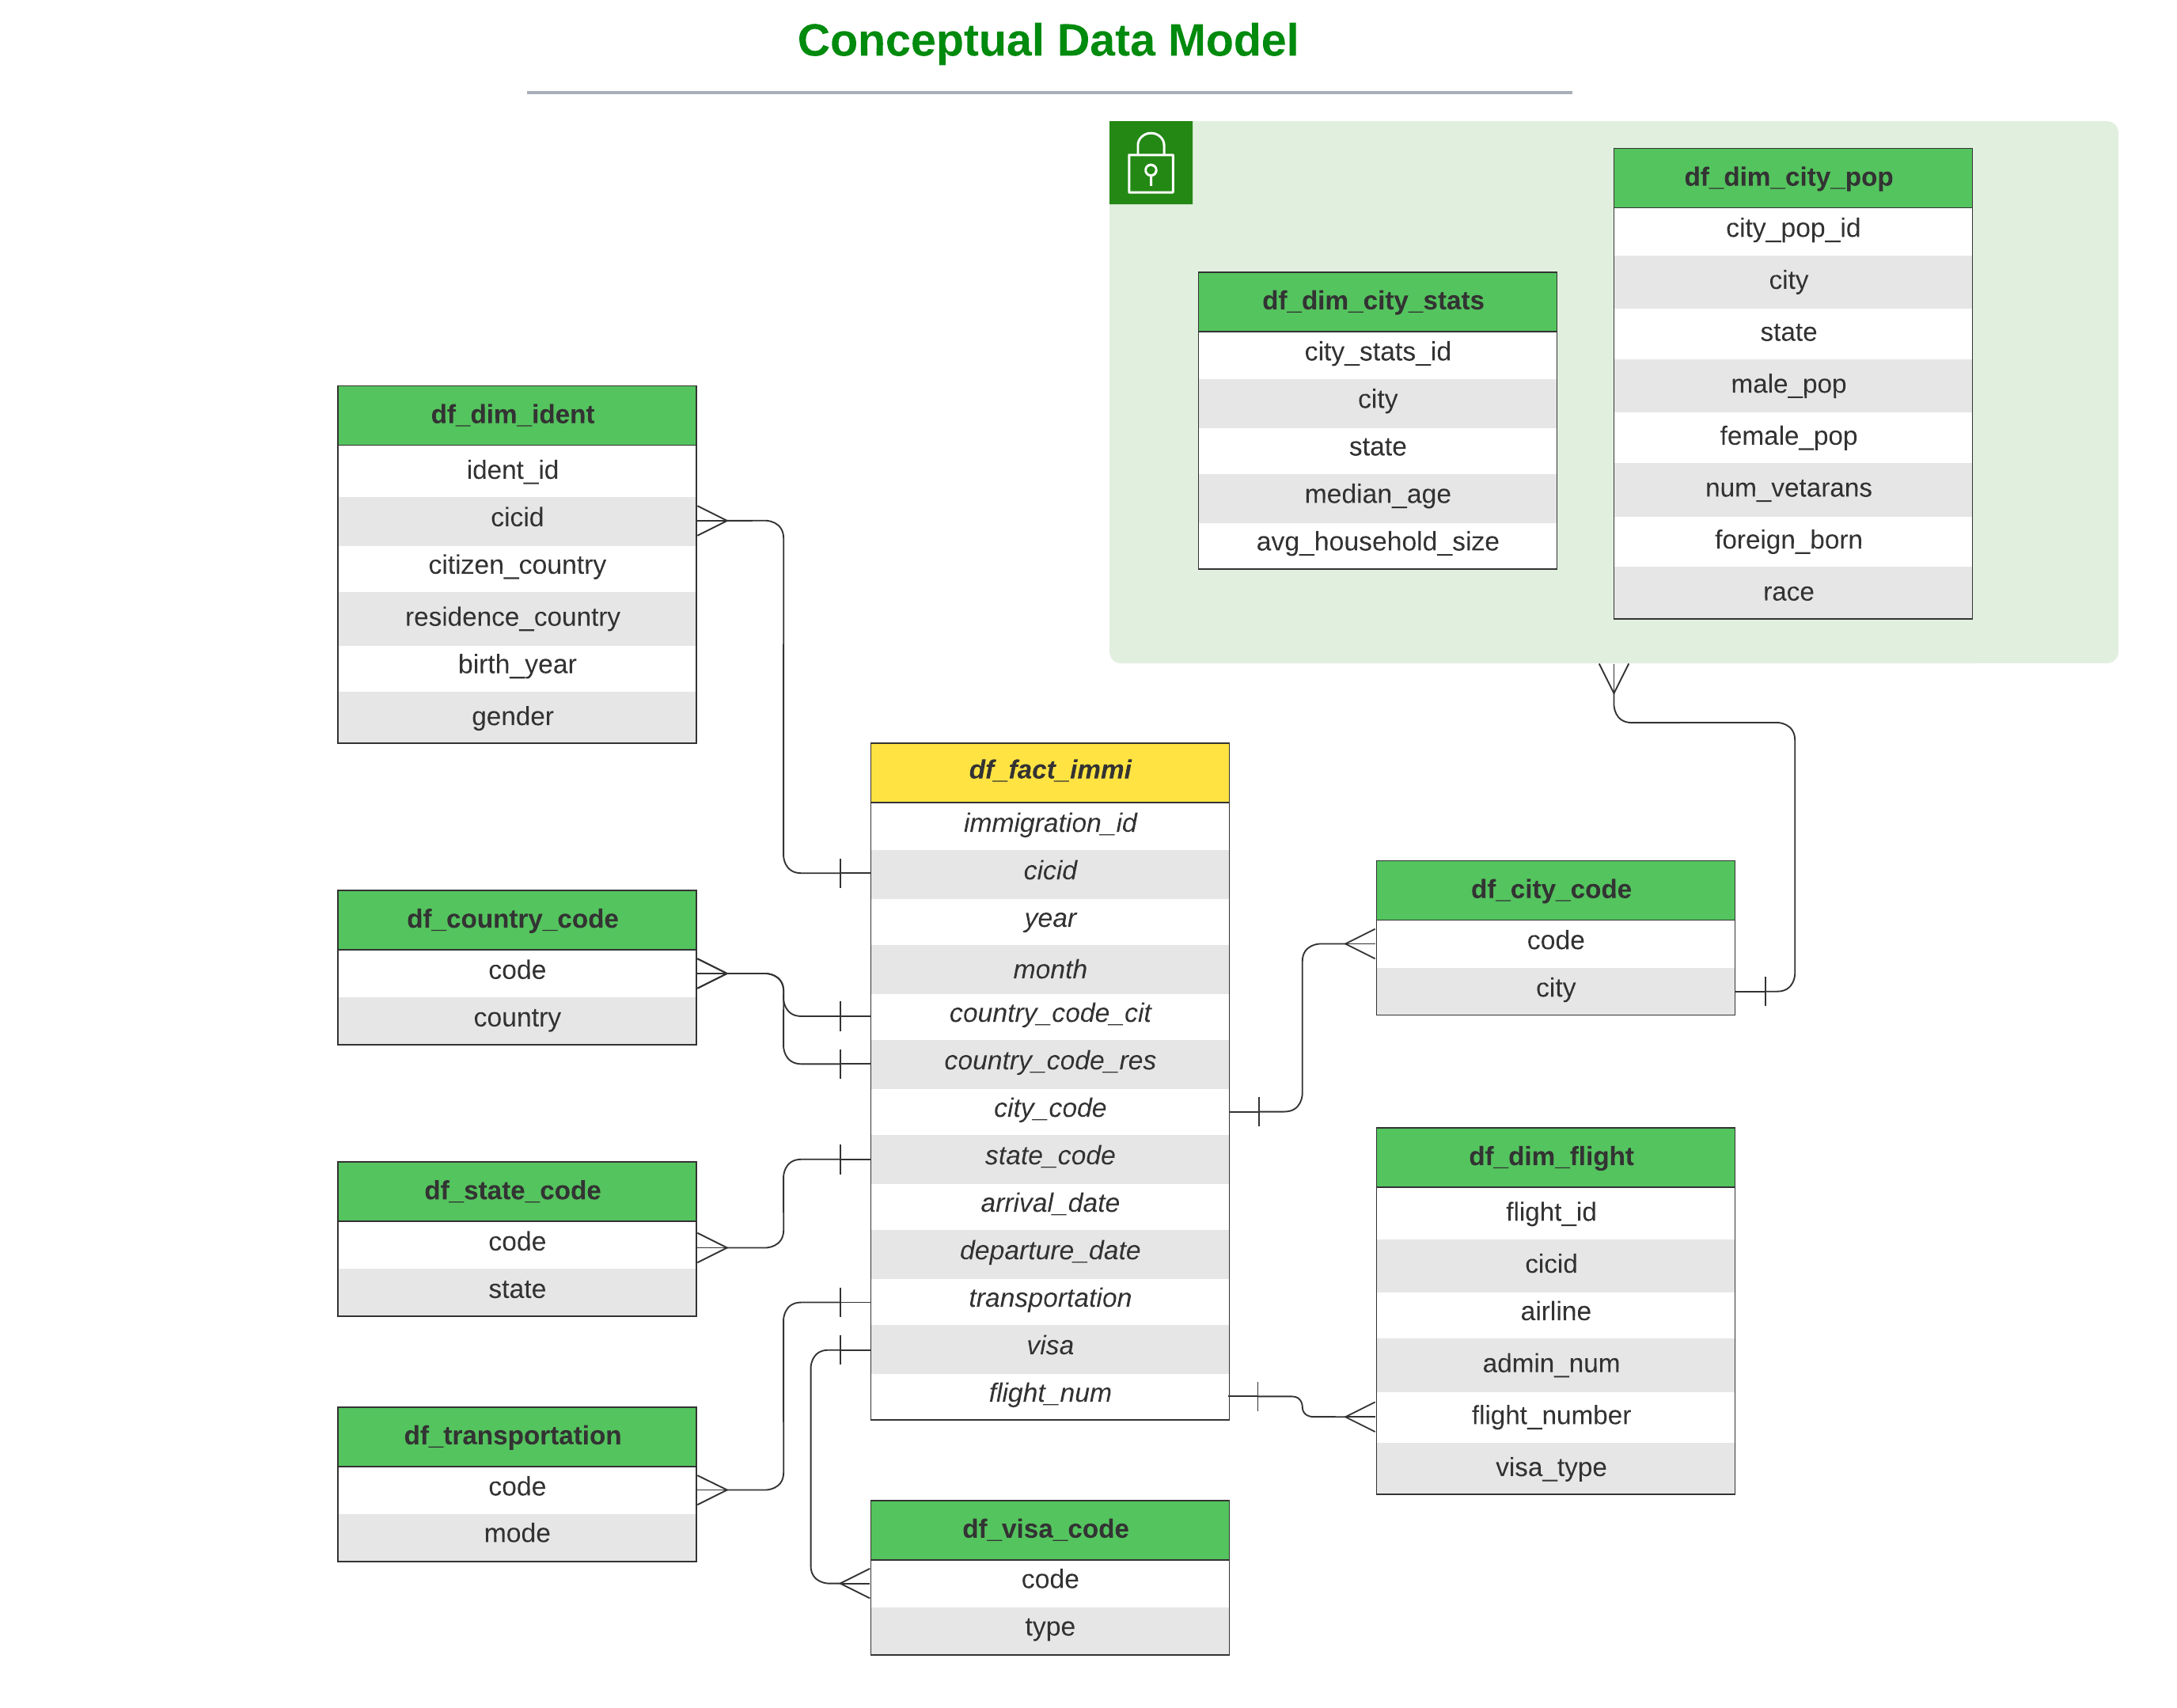 Conceptual Data Model
df_dim_city_pop
city_pop_id
city
state
male_pop
female_pop
num_vetarans
foreign_born
race
df_dim_city_stats
city_stats_id
city
state
median_age
avg_household_size
df_dim_ident
ident_id
cicid
citizen_country
residence_country
birth_year
gender
df_fact_immi
immigration_id
cicid
year
month
country_code_cit
country_code_res
city_code
state_code
arrival_date
departure_date
transportation
visa
flight_num
df_country_code
code
country
df_city_code
code
city
df_state_code
code
state
df_dim_flight
flight_id
cicid
airline
admin_num
flight_number
visa_type
df_transportation
code
mode
df_visa_code
code
type